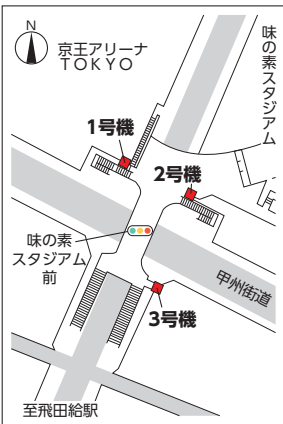 N
京王アリーナ
TOKYO
味の素スタジアム
1号機
2号機
味の素
スタジアム
前
甲州街道
3号機
至飛田給駅